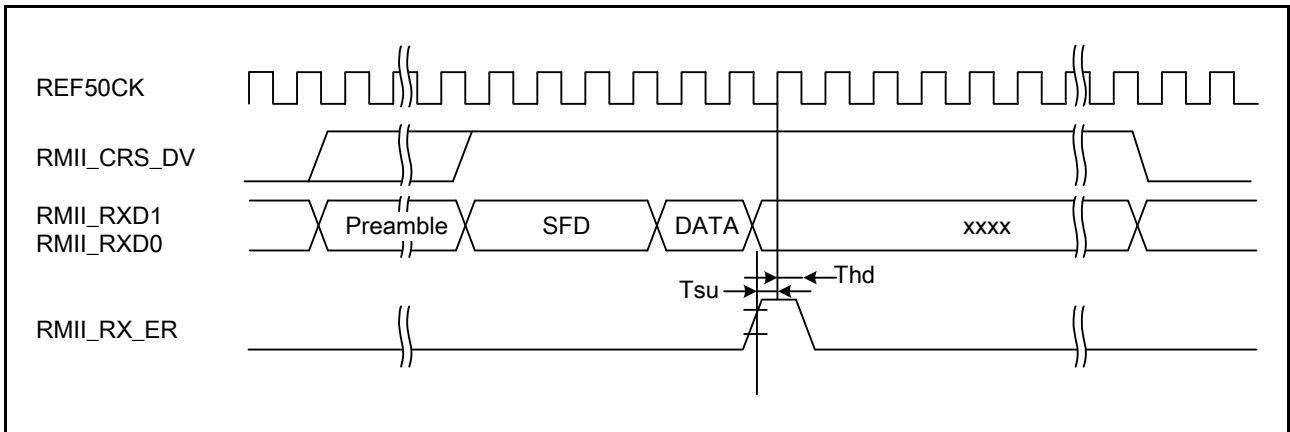 REF50CK
RMII_CRS_DV
RMII_RXD1
RMII_RXD0
Preamble
SFD
DATA
xxxx
Tsu
Thd
RMII_RX_ER